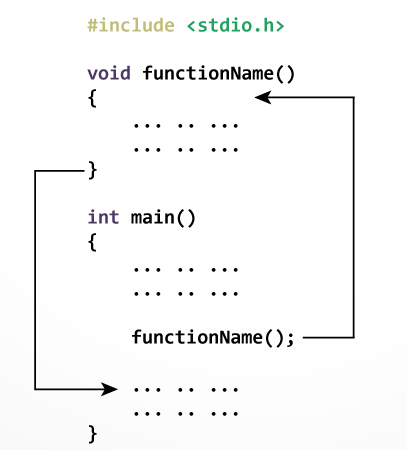 #include <stdio.h>
void functionName()
{
... .. ...
... .. ...
}
int main()
{
... .. ...
... .. ...
functionName();
... .. ...
... .. ...
}